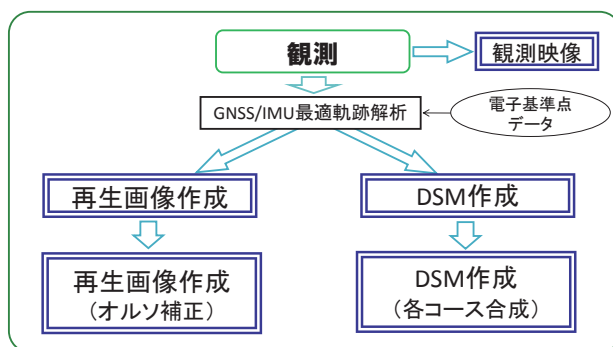 観測
観測映像
GNSS/IMU最適軌跡解析
電子基準点
データ
再生画像作成
DSM作成
再生画像作成
（オルソ補正）
DSM作成
（各コース合成）